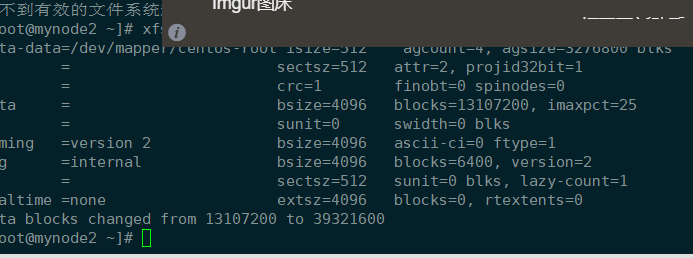 Imgur图床
不到有效的文件系统
oot@mynode2 ~]# xf
ta-data=/dev/mapper/centos-root isize=512    agcount=4, agsize=3276800 blks
         =                       sectsz=512   attr=2, projid32bit=1
         =                       crc=1        finobt=0 spinodes=0
ta       =                       bsize=4096   blocks=13107200, imaxpct=25
         =                       sunit=0      swidth=0 blks
ming   =version 2              bsize=4096   ascii-ci=0 ftype=1
g        =internal               bsize=4096   blocks=6400, version=2
         =                       sectsz=512   sunit=0 blks, lazy-count=1
altime =none                   extsz=4096   blocks=0, rtextents=0
ta blocks changed from 13107200 to 39321600
oot@mynode2 ~]#